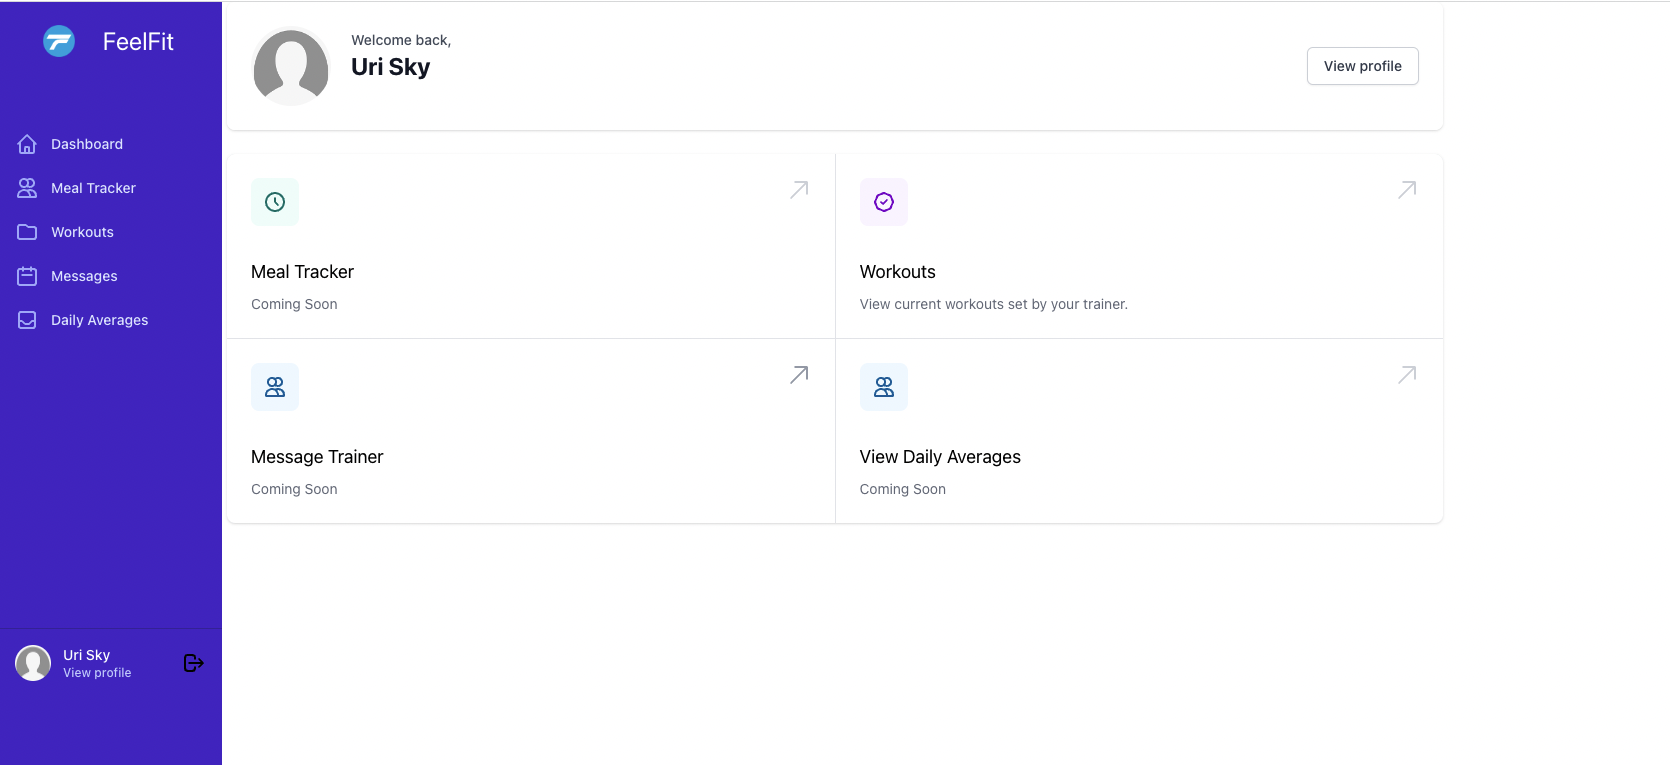 FeelFit
Dashboard
Meal Tracker
Workouts
Messages
Daily Averages
Uri Sky
View profile
Welcome back,
Uri Sky
View profile
Meal Tracker
Coming Soon
Workouts
View current workouts set by your trainer.
Message Trainer
Coming Soon
View Daily Averages
Coming Soon